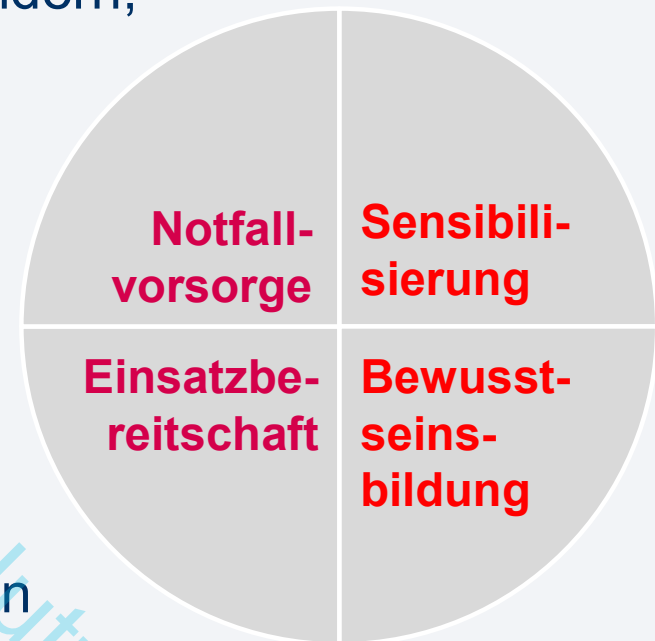 Notfall-
vorsorge
Sensibili-
sierung
Einsatzbe-
reitschaft
Bewusst-
seins-
bildung